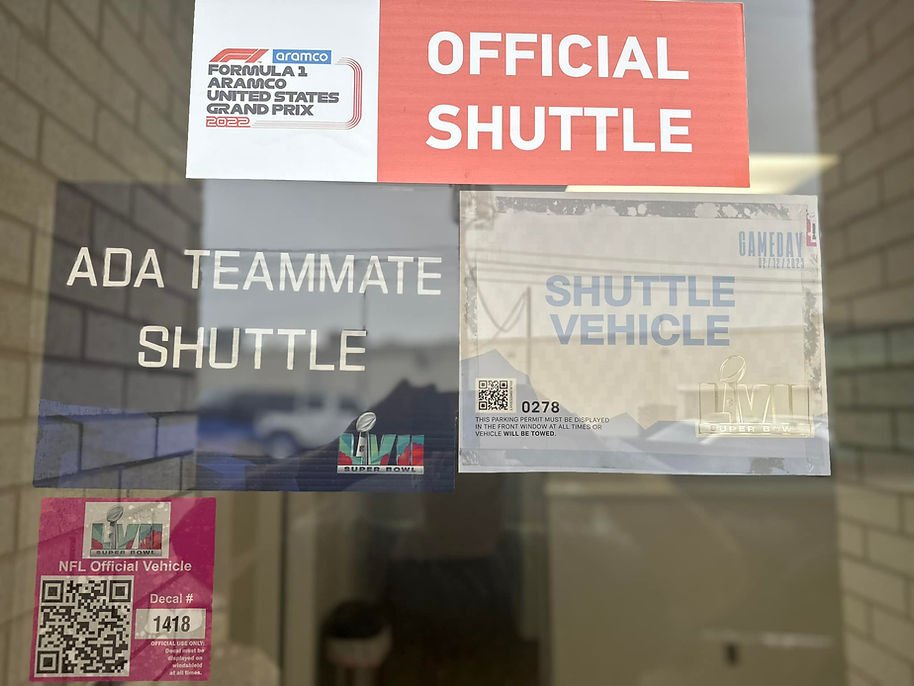 aramco
FORMULA 1
ARAMCO
UNITED STATES
GRAND PRIX
2022
OFFICIAL
SHUTTLE
ADA TEAMMATE
SHUTTLE
LVII
SUPER BOWL
GAMEDAY
SHUTTLE
VEHICLE
0278
THIS PARKING PERMIT MUST BE DISPLAYED
IN THE FRONT WINDOW AT ALL TIMES OR
VEHICLE WILL BE TOWED.
LVII
SUPER BOWL
LVII
SUPER BOWL
NFL Official Vehicle
Decal #
1418
OFFICIAL USE ONLY:
Decal must be
displayed on
windshield
at all times.